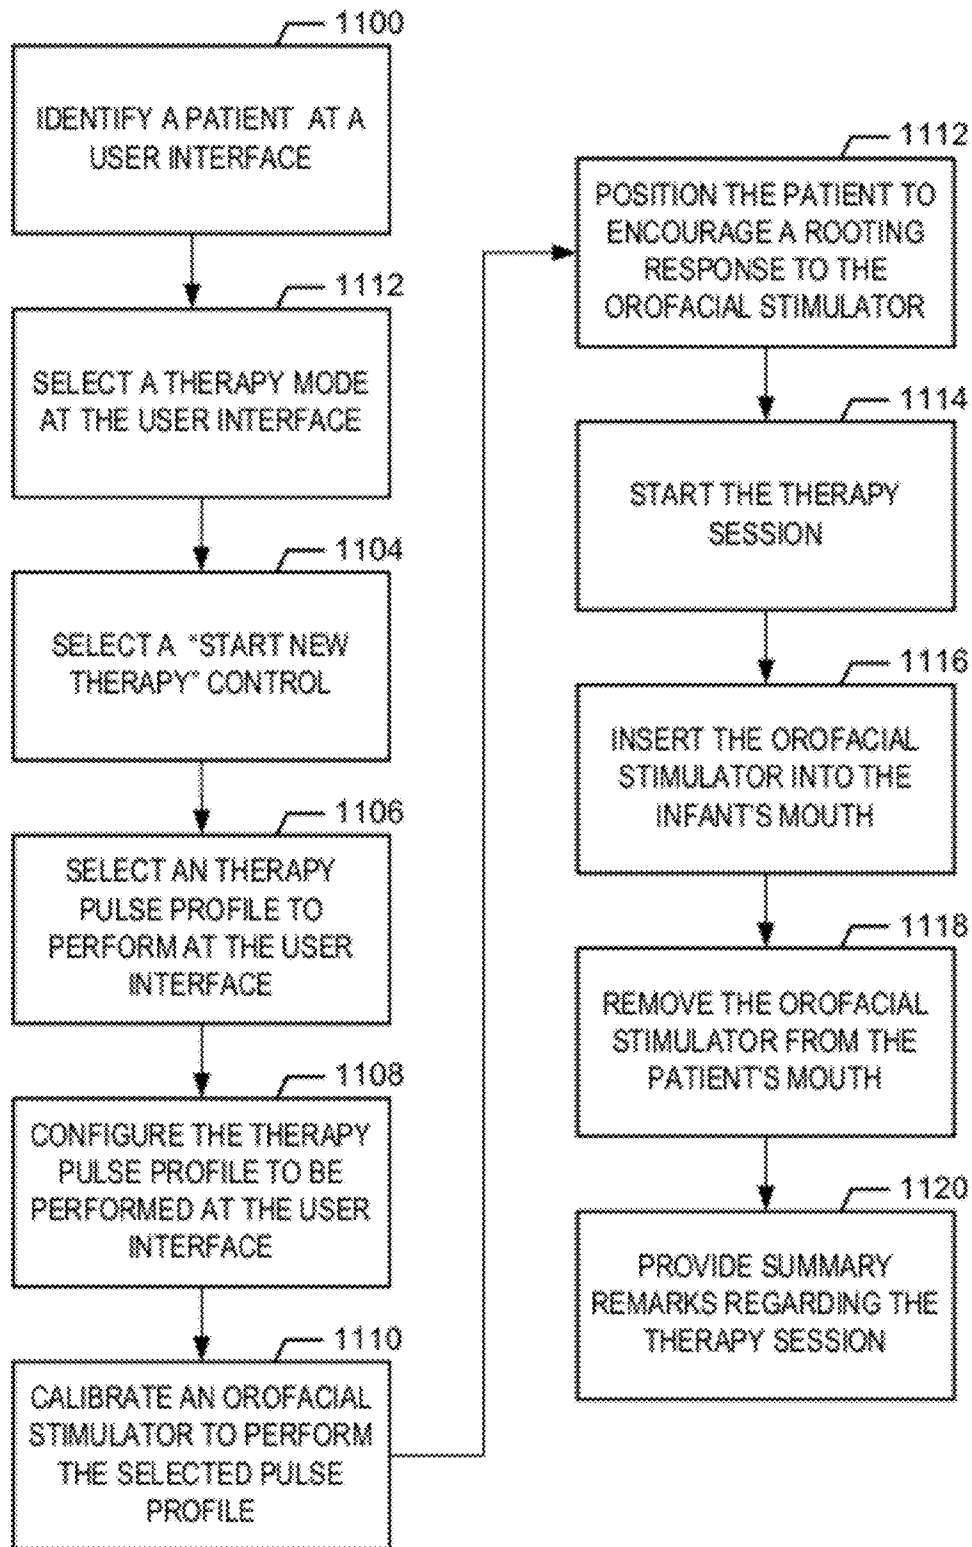 1100
IDENTIFY A PATIENT AT A
USER INTERFACE
1112
SELECT A THERAPY MODE
AT THE USER INTERFACE
1104
SELECT A "START NEW
THERAPY" CONTROL
1106
SELECT AN THERAPY
PULSE PROFILE TO
PERFORM AT THE USER
INTERFACE
1108
CONFIGURE THE THERAPY
PULSE PROFILE TO BE
PERFORMED AT THE USER
INTERFACE
1110
CALIBRATE AN OROFACIAL
STIMULATOR TO PERFORM
THE SELECTED PULSE
PROFILE
1112
POSITION THE PATIENT TO
ENCOURAGE A ROOTING
RESPONSE TO THE
OROFACIAL STIMULATOR
1114
START THE THERAPY
SESSION
1116
INSERT THE OROFACIAL
STIMULATOR INTO THE
INFANT'S MOUTH
1118
REMOVE THE OROFACIAL
STIMULATOR FROM THE
PATIENT'S MOUTH
1120
PROVIDE SUMMARY
REMARKS REGARDING THE
THERAPY SESSION